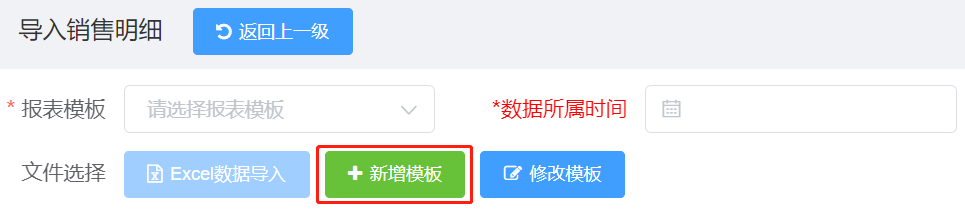 导入销售明细 返回上一级
* 报表模板 请选择报表模板 *数据所属时间
文件选择 Excel数据导入 新增模板 修改模板